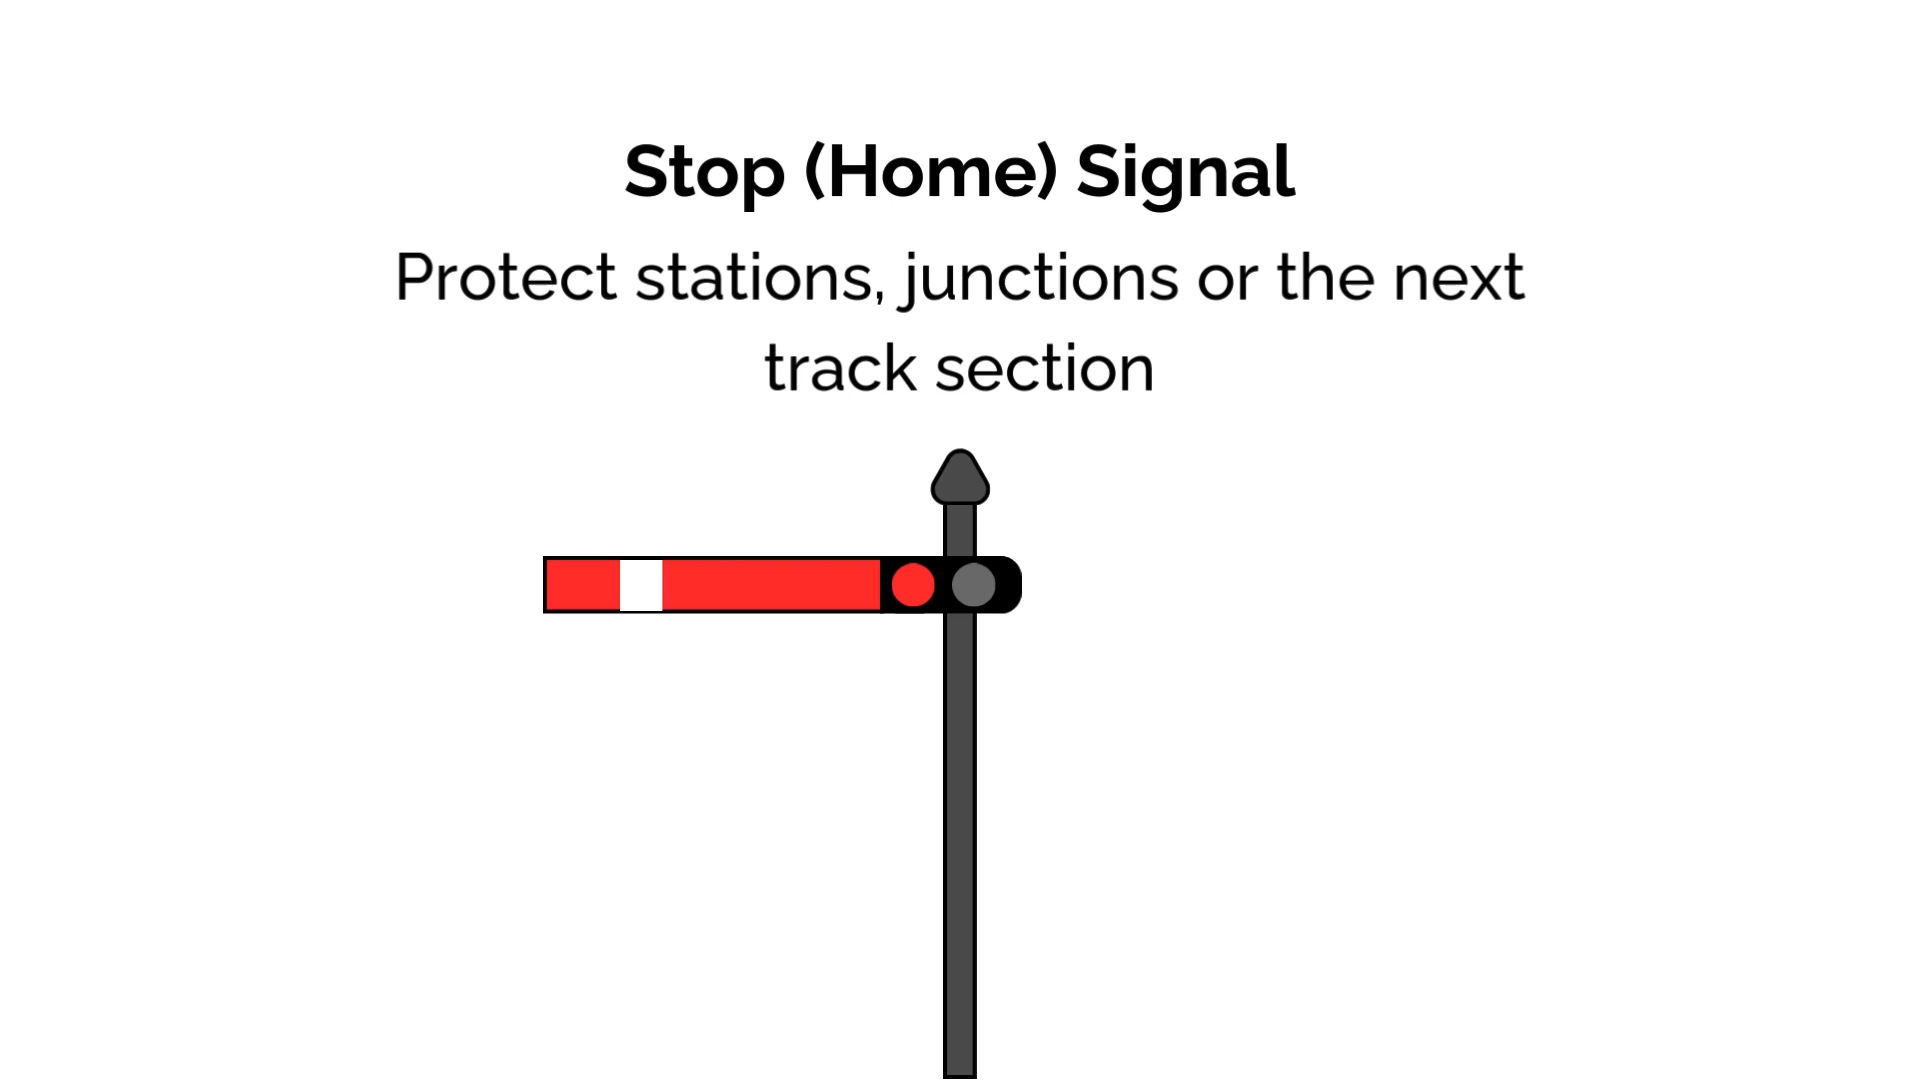 Stop (Home) Signal
Protect stations, junctions or the next
track section